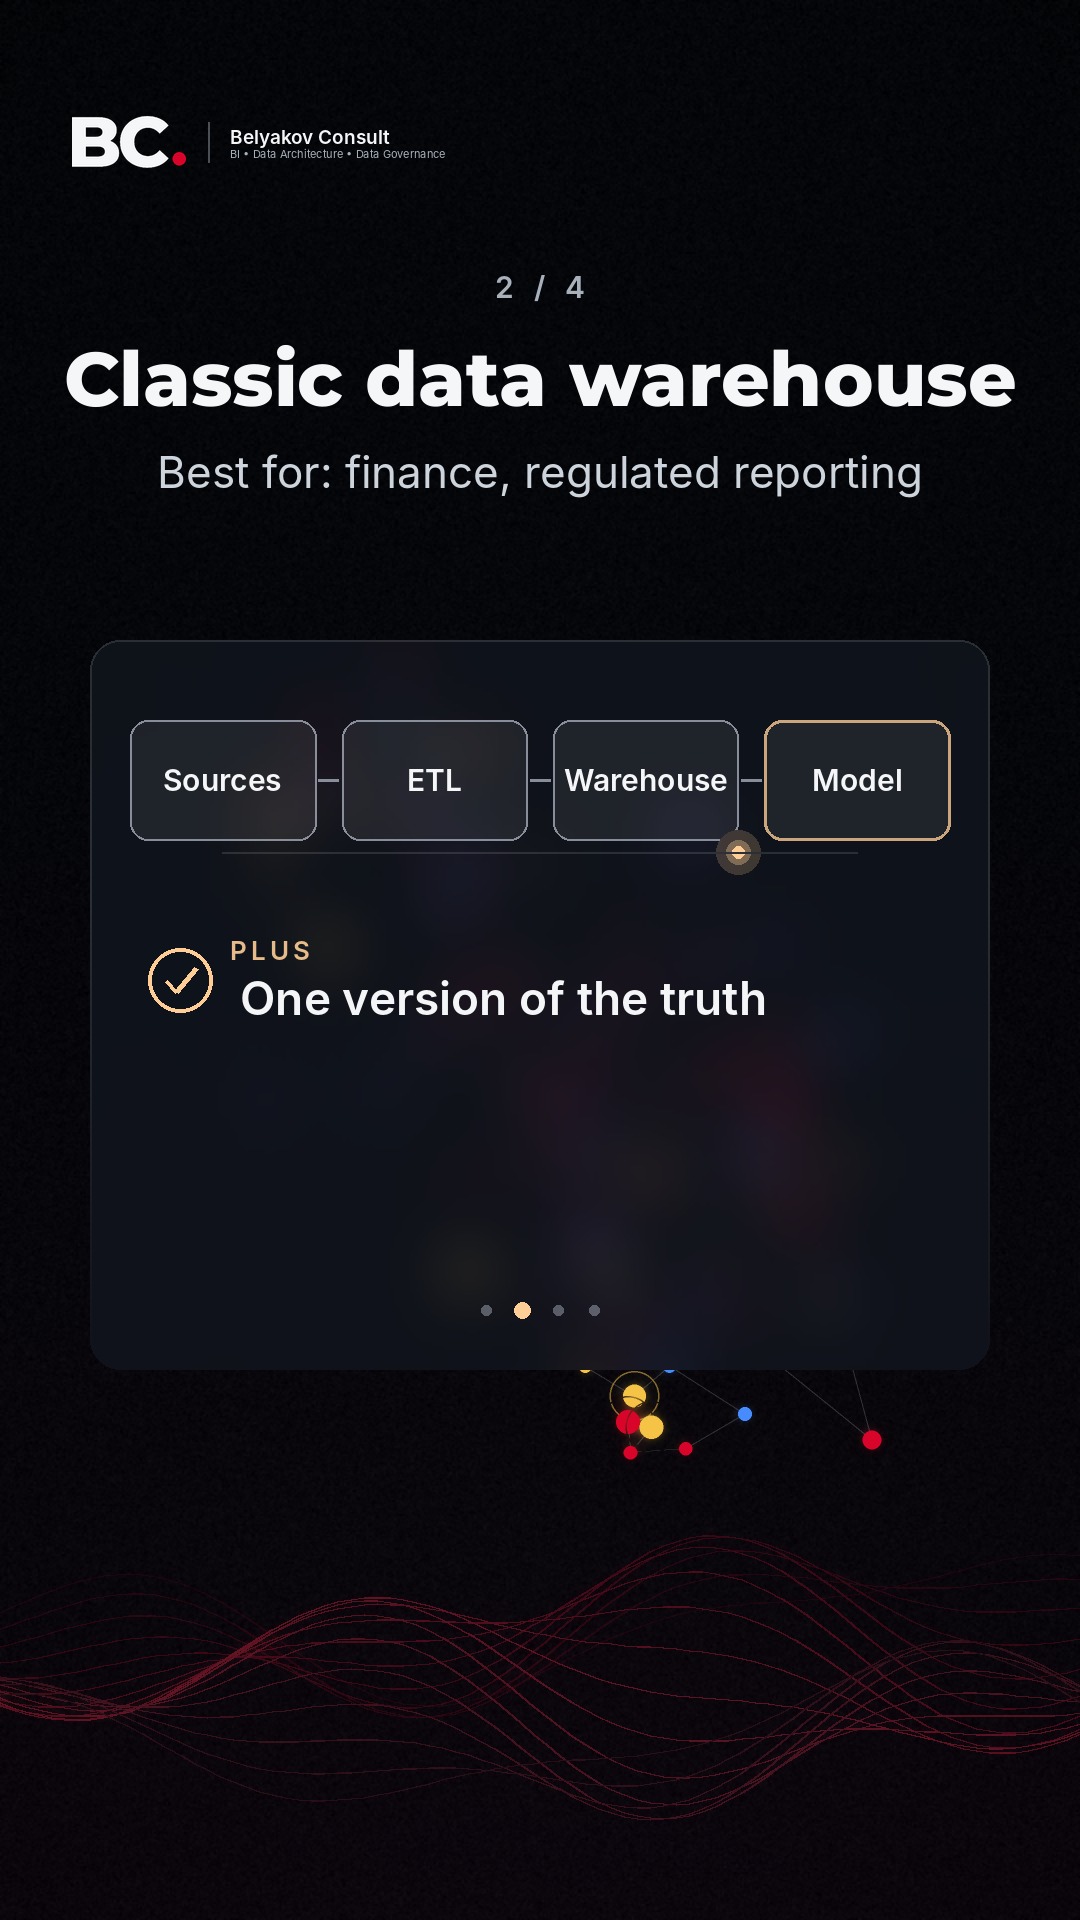 BC.
Belyakov Consult
BI • Data Architecture • Data Governance
2 / 4
Classic data warehouse
Best for: finance, regulated reporting
Sources
ETL
Warehouse
Model
PLUS
One version of the truth